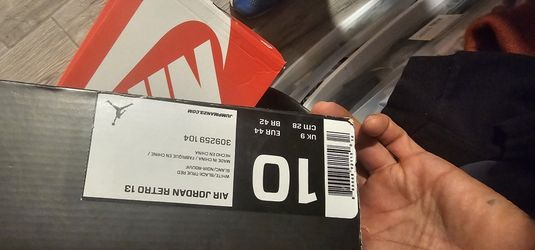 AIR JORDAN RETRO 13
WHITE/BLACK-TRUE RED
BLANC/NOIR-ROUGE
MADE IN CHINA / FABRIQUE EN CHINE /
HECHO EN CHINA
309259 104
JUMPMAN23.COM
10
UK 9
EUR 44
cm 28
BR 42
NIKE